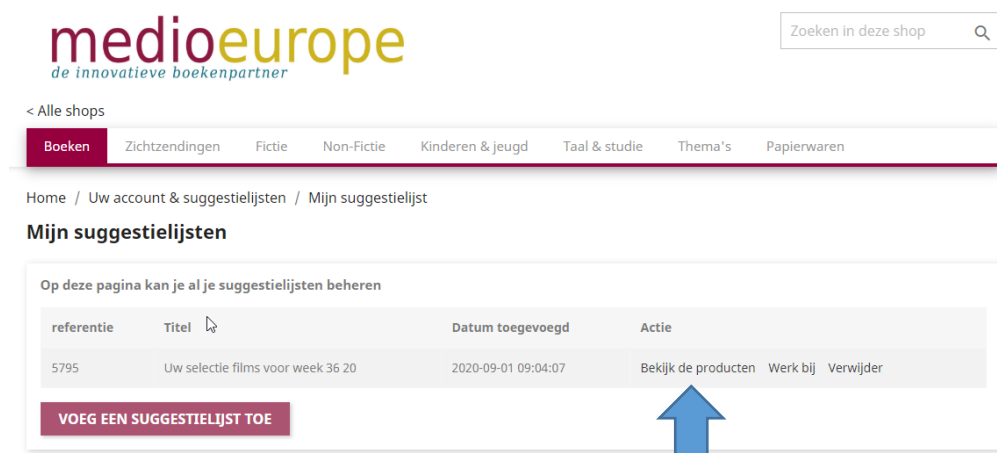 medioeurope
de innovatieve boekenpartner
Zoeken in deze shop
< Alle shops
Boeken Zichtzendingen Fictie Non-Fictie Kinderen & jeugd Taal & studie Thema's Papierwaren
Home / Uw account & suggestielijsten / Mijn suggestielijst
Mijn suggestielijsten
Op deze pagina kan je al je suggestielijsten beheren
referentie Titel Datum toegevoegd Actie
5795 Uw selectie films voor week 36 20 2020-09-01 09:04:07 Bekijk de producten Werk bij Verwijder
VOEG EEN SUGGESTIELIJST TOE